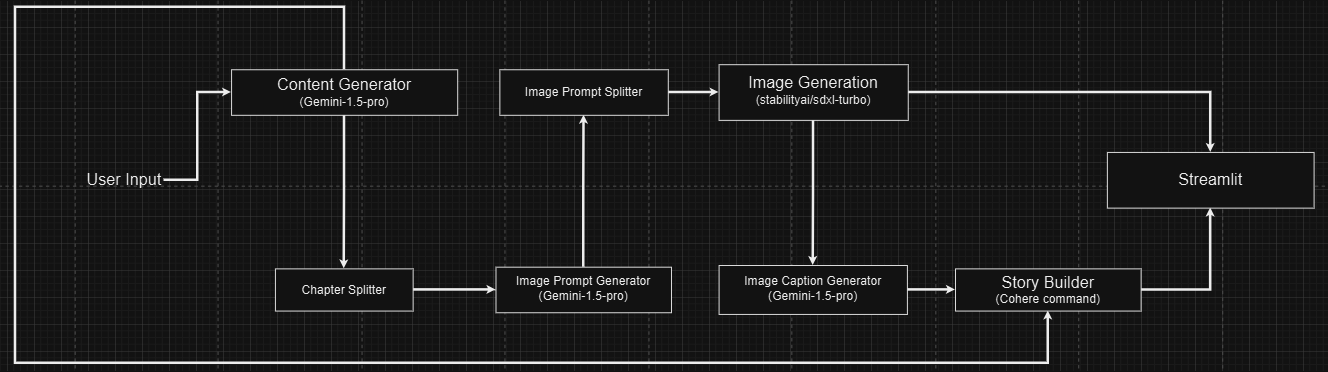 Content Generator
(Gemini-1.5-pro)
Image Prompt Splitter
Image Generation
(stabilityai/sdxl-turbo)
User Input
Streamlit
Chapter Splitter
Image Prompt Generator
(Gemini-1.5-pro)
Image Caption Generator
(Gemini-1.5-pro)
Story Builder
(Cohere command)